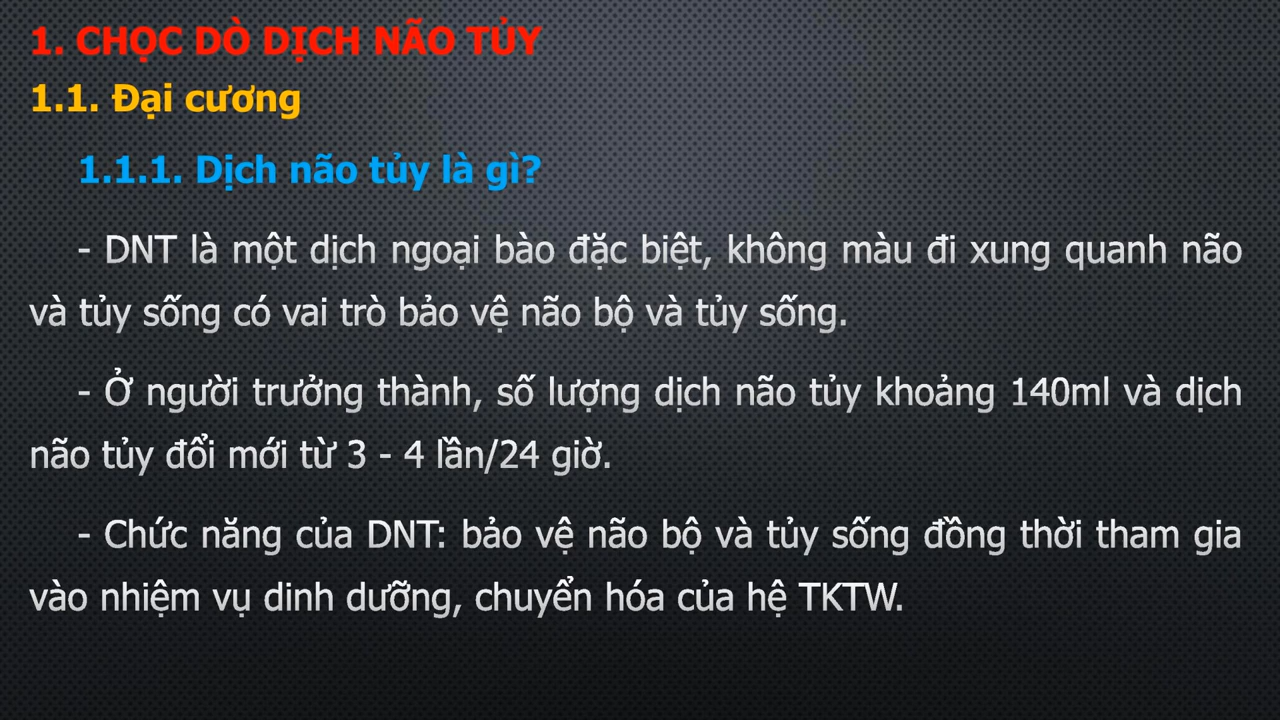 1. CHỌC DÒ DỊCH NÃO TỦY
1.1. Đại cương
1.1.1. Dịch não tủy là gì?
- DNT là một dịch ngoại bào đặc biệt, không màu đi xung quanh não
và tủy sống có vai trò bảo vệ não bộ và tủy sống.
- Ở người trưởng thành, số lượng dịch não tủy khoảng 140ml và dịch
não tủy đổi mới từ 3 - 4 lần/24 giờ.
- Chức năng của DNT: bảo vệ não bộ và tủy sống đồng thời tham gia
vào nhiệm vụ dinh dưỡng, chuyển hóa của hệ TKTW.